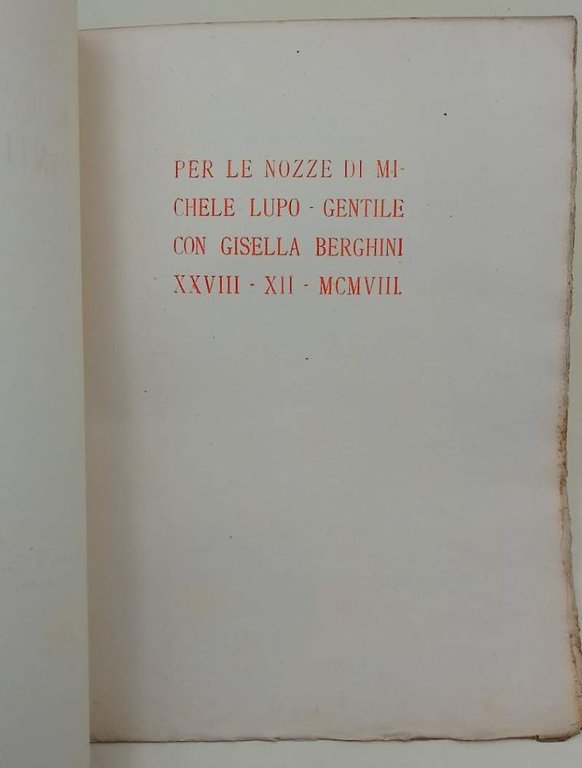 PER LE NOZZE DI MI-
CHELE LUPO - GENTILE
CON GISELLA BERGHINI
XXVIII - XII - MCMVIII.